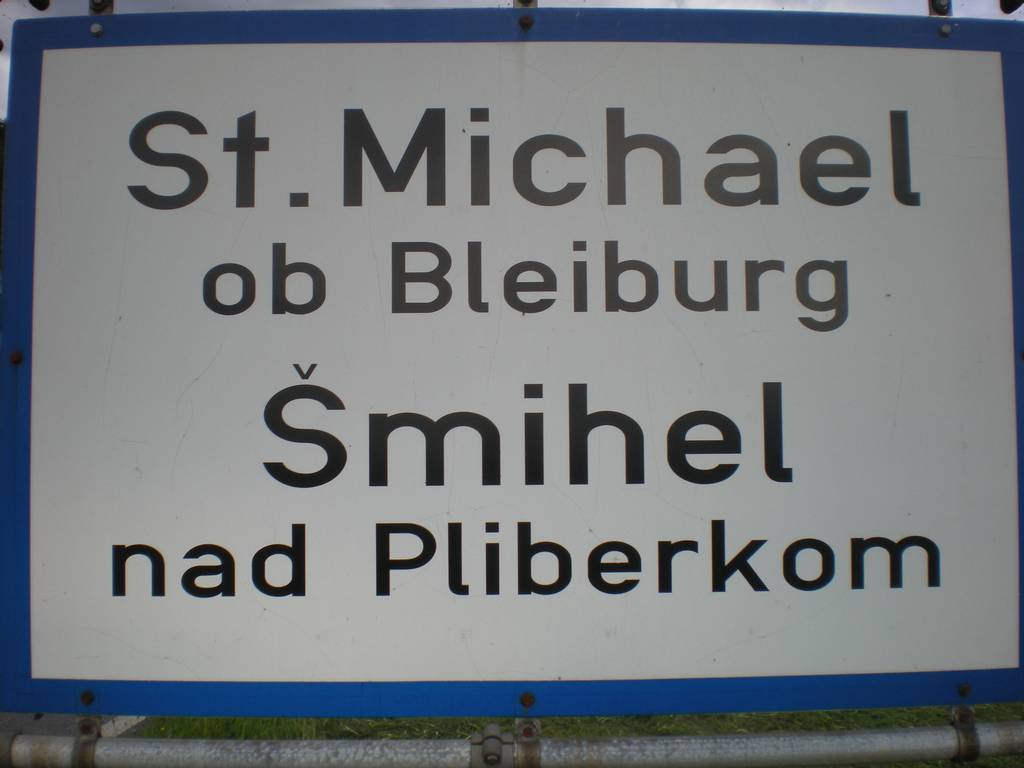 St. Michael
ob Bleiburg
Šmihel
nad Pliberkom